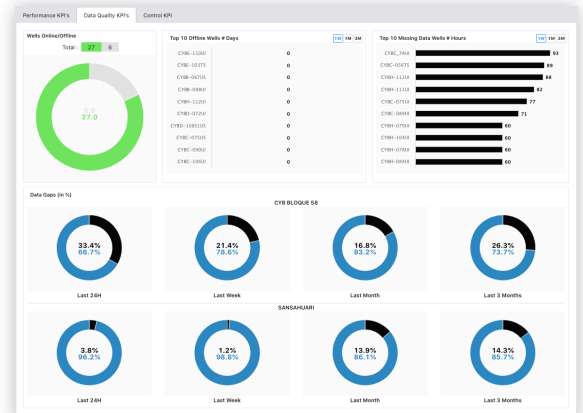 Performance KPI's Data Quality KPI's Control KPI
Wells Online/Offline
Total : 27 6
6.0
27.0
Top 10 Offline Wells # Days
1W 1M 3M
CYBE-110UI 0
CYBC-103TS 0
CYBB-087US 0
CYBB-098UI 0
CYBH-112UI 0
CYBD-072UI 0
CYBD-10831US 0
CYBC-075US 0
CYBC-090UI 0
CYBC-108UI 0
Top 10 Missing Data Wells # Hours
1W 1M 3M
CYBC_74UI 93
CYBC-056TS 89
CYBH-112UI 88
CYBH-111UI 82
CYBC-075UI 77
CYBC-089UI 71
CYBH-079UI 60
CYBH-104UI 60
CYBH-078UI 60
CYBH-084UI 60
Data Gaps (in %)
CYB BLOQUE 58
33.4%
66.7%
Last 24H
21.4%
78.6%
Last Week
16.8%
83.2%
Last Month
26.3%
73.7%
Last 3 Months
SANSAHUARI
3.8%
96.2%
Last 24H
1.2%
98.8%
Last Week
13.9%
86.1%
Last Month
14.3%
85.7%
Last 3 Months